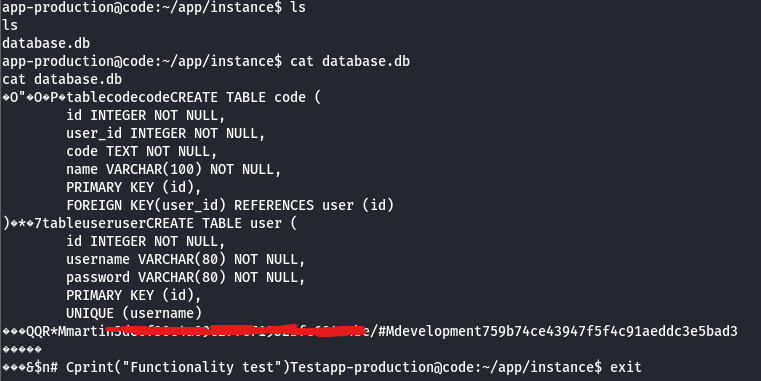 app-production@code:~/app/instance$ ls
ls
database.db
app-production@code:~/app/instance$ cat database.db
cat database.db
�O"�O�P�tablecodecodeCREATE TABLE code (
id INTEGER NOT NULL,
user_id INTEGER NOT NULL,
code TEXT NOT NULL,
name VARCHAR(100) NOT NULL,
PRIMARY KEY (id),
FOREIGN KEY(user_id) REFERENCES user (id)
)�*�7tableuseruserCREATE TABLE user (
id INTEGER NOT NULL,
username VARCHAR(80) NOT NULL,
password VARCHAR(80) NOT NULL,
PRIMARY KEY (id),
UNIQUE (username)
���QQR*Mmartin /#Mdevelopment759b74ce43947f5f4c91aeddc3e5bad3
�����
���&$n# Cprint("Functionality test")Testapp-production@code:~/app/instance$ exit